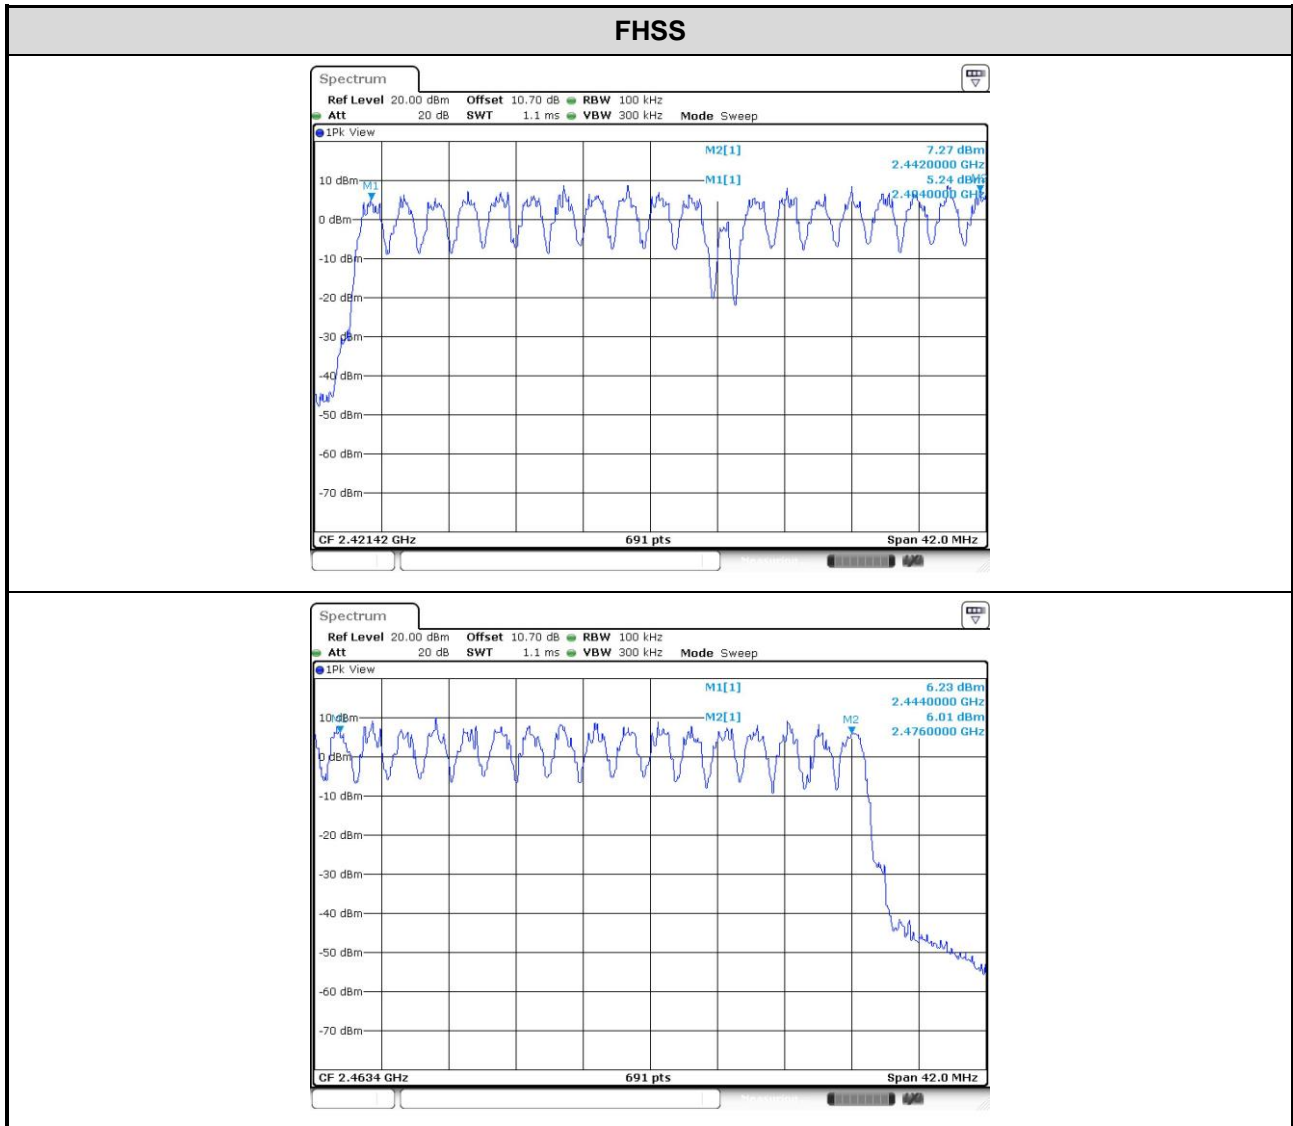 FHSS
Spectrum
Ref Level 20.00 dBm Offset 10.70 dB RBW 100 kHz
Att 20 dB SWT 1.1 ms VBW 300 kHz Mode Sweep
1Pk View
M2[1] 7.27 dBm
2.4420000 GHz
10 dBm M1 M1[1] 5.24 dBm
0 dBm
-10 dBm
-20 dBm
-30 dBm
-40 dBm
-50 dBm
-60 dBm
-70 dBm
CF 2.42142 GHz 691 pts Span 42.0 MHz
Spectrum
Ref Level 20.00 dBm Offset 10.70 dB RBW 100 kHz
Att 20 dB SWT 1.1 ms VBW 300 kHz Mode Sweep
1Pk View
M1[1] 6.23 dBm
2.4440000 GHz
10 dBm M2[1] M2 6.01 dBm
2.4760000 GHz
0 dBm
-10 dBm
-20 dBm
-30 dBm
-40 dBm
-50 dBm
-60 dBm
-70 dBm
CF 2.4634 GHz 691 pts Span 42.0 MHz